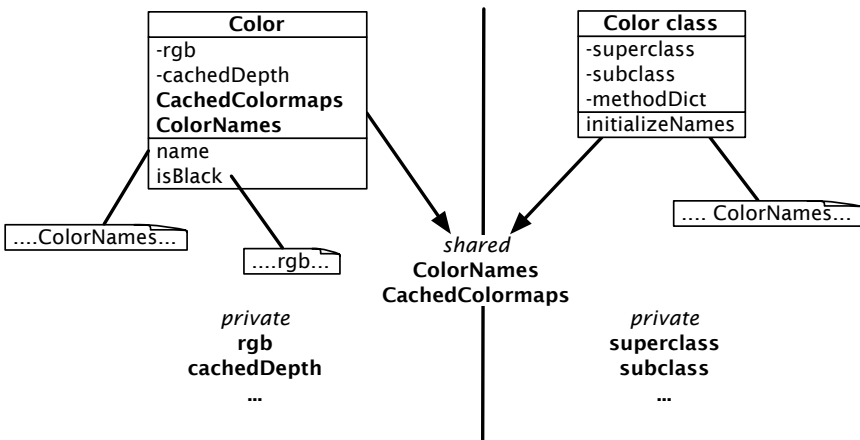 Color
-rgb
-cachedDepth
CachedColormaps
ColorNames
name
isBlack
....ColorNames...
....rgb...
Color class
-superclass
-subclass
-methodDict
initializeNames
.... ColorNames...
shared
ColorNames
CachedColormaps
private
rgb
cachedDepth
...
private
superclass
subclass
...